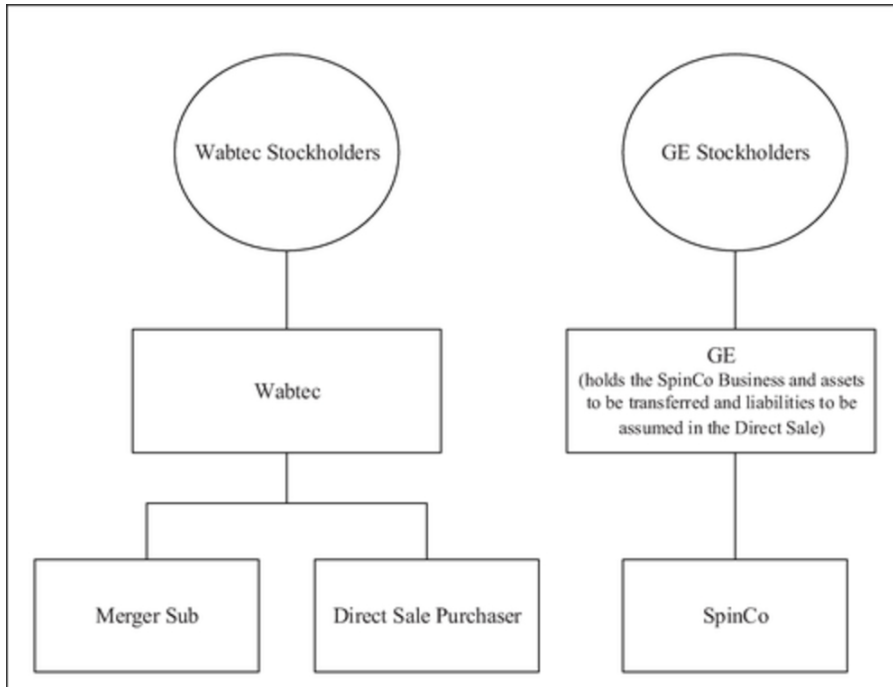 Wabtec Stockholders
GE Stockholders
Wabtec
GE
(holds the SpinCo Business and assets
to be transferred and liabilities to be
assumed in the Direct Sale)
Merger Sub
Direct Sale Purchaser
SpinCo